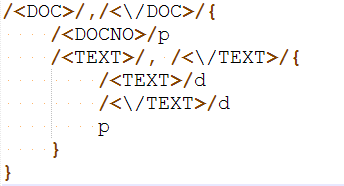 /<DOC>/,/<\/DOC>/{
/<DOCNO>/p
/<TEXT>/, /<\/TEXT>/{
/<TEXT>/d
/<\/TEXT>/d
p
}
}